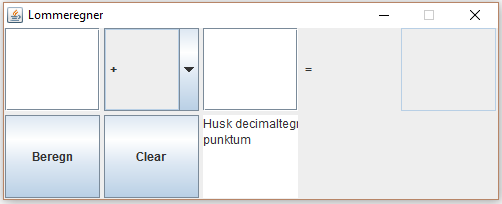 Lommeregner
+ =
Beregn Clear Husk decimaltegn
punktum